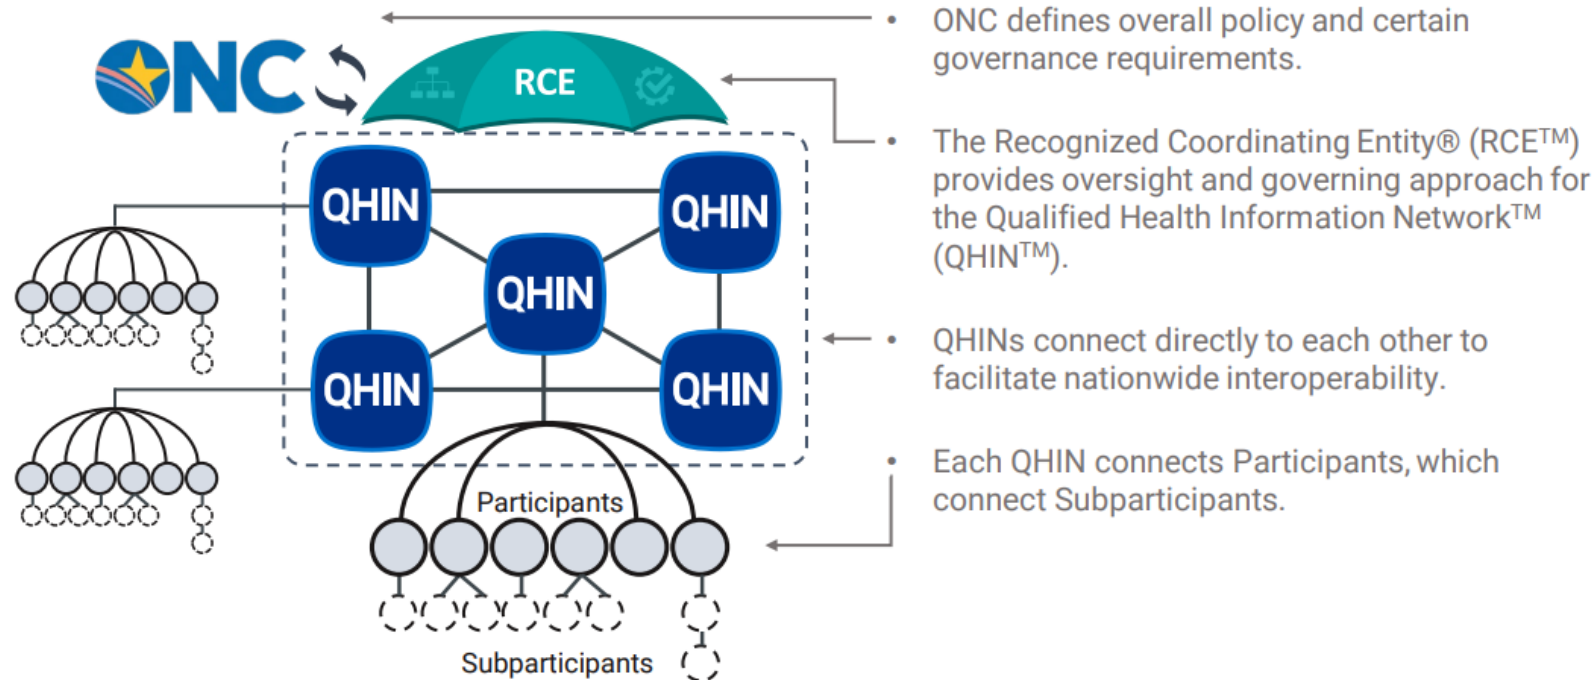 ONC
RCE
QHIN
QHIN
QHIN
QHIN
QHIN
Participants
Subparticipants
• ONC defines overall policy and certain
governance requirements.
• The Recognized Coordinating Entity® (RCE™)
provides oversight and governing approach for
the Qualified Health Information Network™
(QHIN™).
• QHINs connect directly to each other to
facilitate nationwide interoperability.
• Each QHIN connects Participants, which
connect Subparticipants.